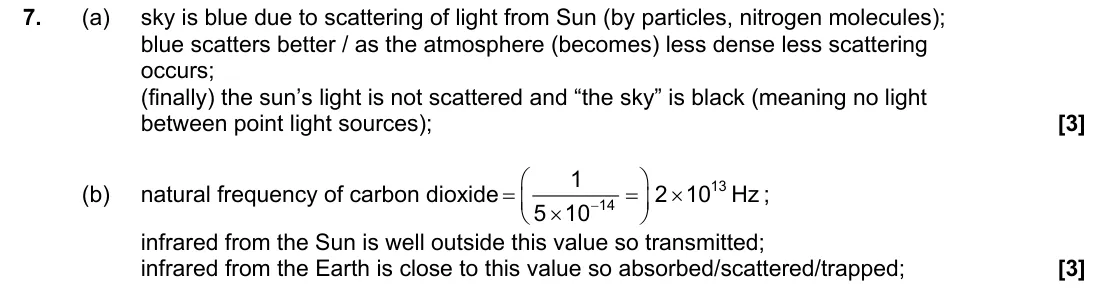 7. (a) sky is blue due to scattering of light from Sun (by particles, nitrogen molecules);
blue scatters better / as the atmosphere (becomes) less dense less scattering
occurs;
(finally) the sun's light is not scattered and “the sky” is black (meaning no light
between point light sources); [3]
(b) natural frequency of carbon dioxide = ( 1 / 5 × 10⁻¹⁴ = ) 2 × 10¹³ Hz ;
infrared from the Sun is well outside this value so transmitted;
infrared from the Earth is close to this value so absorbed/scattered/trapped; [3]